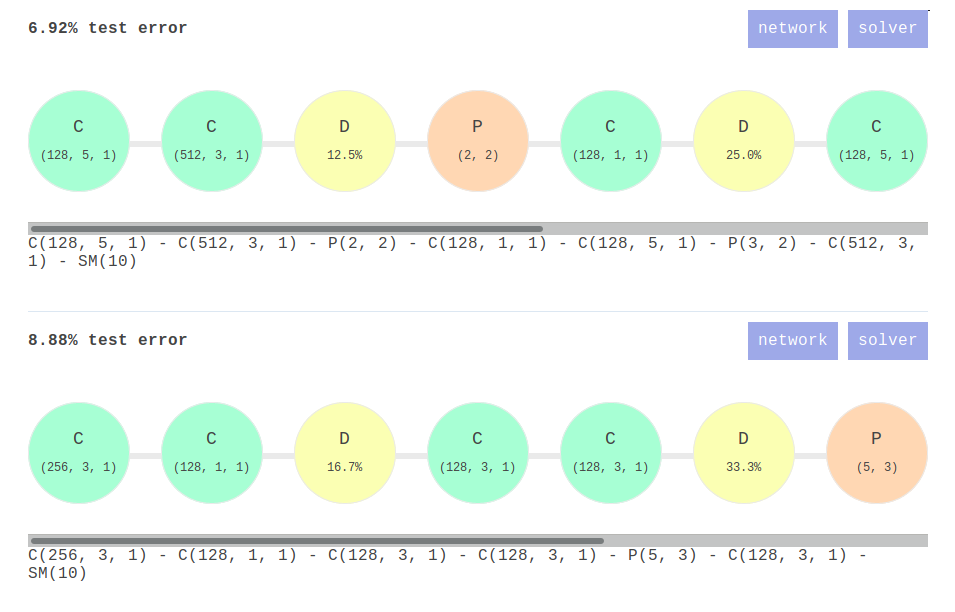 6.92% test error network solver
C C D P C D C
(128, 5, 1) (512, 3, 1) 12.5% (2, 2) (128, 1, 1) 25.0% (128, 5, 1)
C(128, 5, 1) - C(512, 3, 1) - P(2, 2) - C(128, 1, 1) - C(128, 5, 1) - P(3, 2) - C(512, 3,
1) - SM(10)
8.88% test error network solver
C C D C C D P
(256, 3, 1) (128, 1, 1) 16.7% (128, 3, 1) (128, 3, 1) 33.3% (5, 3)
C(256, 3, 1) - C(128, 1, 1) - C(128, 3, 1) - C(128, 3, 1) - P(5, 3) - C(128, 3, 1) -
SM(10)